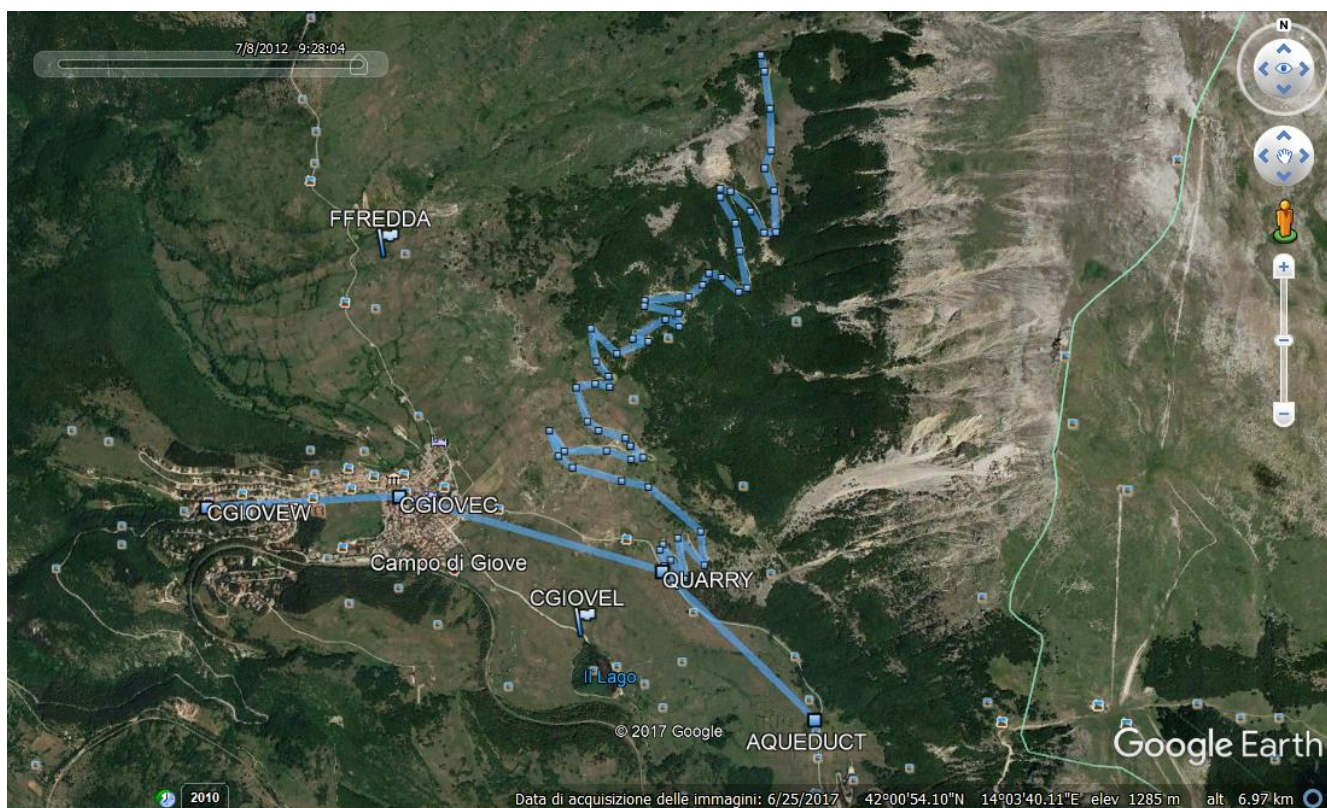 N
7/8/2012 9:28:04
FFREDDA
CGIOVEW
CGIOVEC
Campo di Giove
QUARRY
CGIOVEL
Il Lago
© 2017 Google
AQUEDUCT
Google Earth
2010
Data di acquisizione delle immagini: 6/25/2017 42°00'54.10"N 14°03'40.11"E elev 1285 m alt 6.97 km